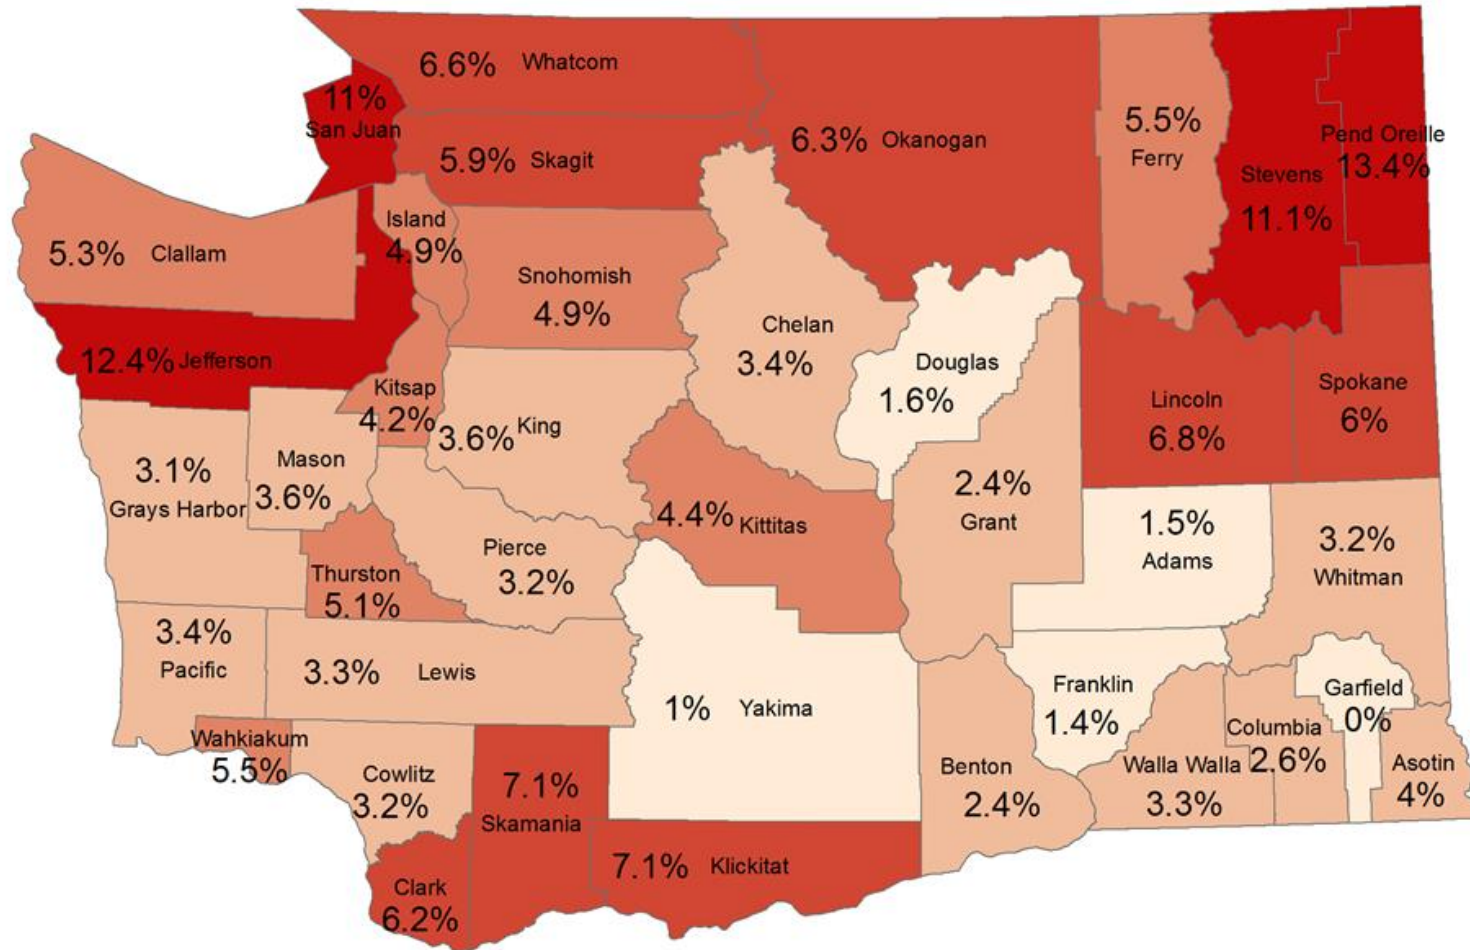 6.6% Whatcom
11%
San Juan
5.9% Skagit
6.3% Okanogan
5.5%
Ferry
Stevens
11.1%
Pend Oreille
13.4%
5.3% Clallam
Island
4.9%
Snohomish
4.9%
Chelan
3.4%
Douglas
1.6%
12.4% Jefferson
Kitsap
4.2%
3.6% King
Lincoln
6.8%
Spokane
6%
3.1%
Grays Harbor
Mason
3.6%
4.4% Kittitas
2.4%
Grant
1.5%
Adams
3.2%
Whitman
Thurston
5.1%
Pierce
3.2%
3.4%
Pacific
3.3% Lewis
1% Yakima
Franklin
1.4%
Garfield
0%
Wahkiakum
5.5%
Cowlitz
3.2%
7.1%
Skamania
Benton
2.4%
Walla Walla
3.3%
Columbia
2.6%
Asotin
4%
Clark
6.2%
7.1% Klickitat